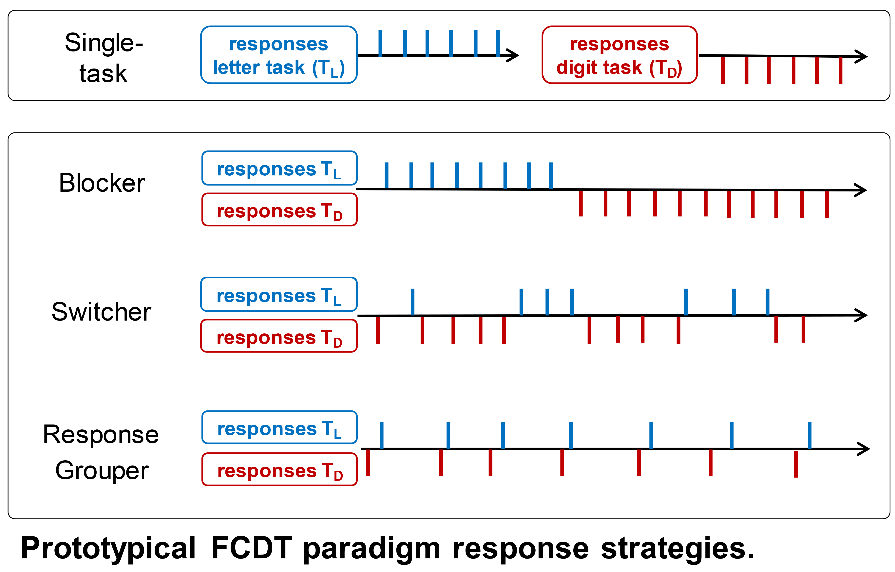 Single-
task
responses
letter task (TL)
responses
digit task (TD)
Blocker
responses TL
responses TD
Switcher
responses TL
responses TD
Response
Grouper
responses TL
responses TD
Prototypical FCDT paradigm response strategies.